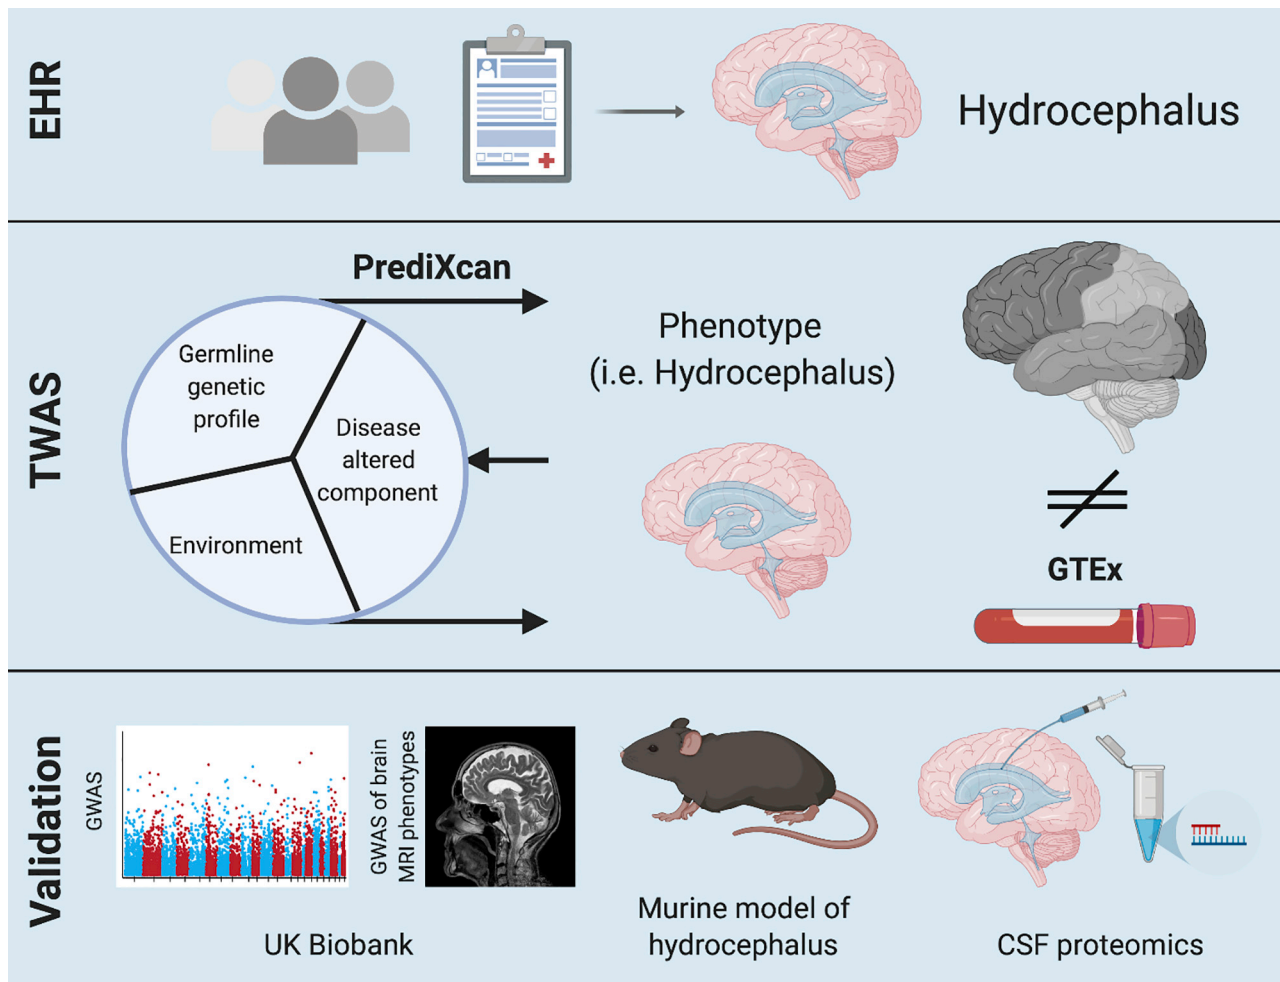 EHR
Hydrocephalus
TWAS
PrediXcan
Germline
genetic
profile
Disease
altered
component
Environment
Phenotype
(i.e. Hydrocephalus)
≠
GTEx
Validation
GWAS
GWAS of brain
MRI phenotypes
UK Biobank
Murine model of
hydrocephalus
CSF proteomics